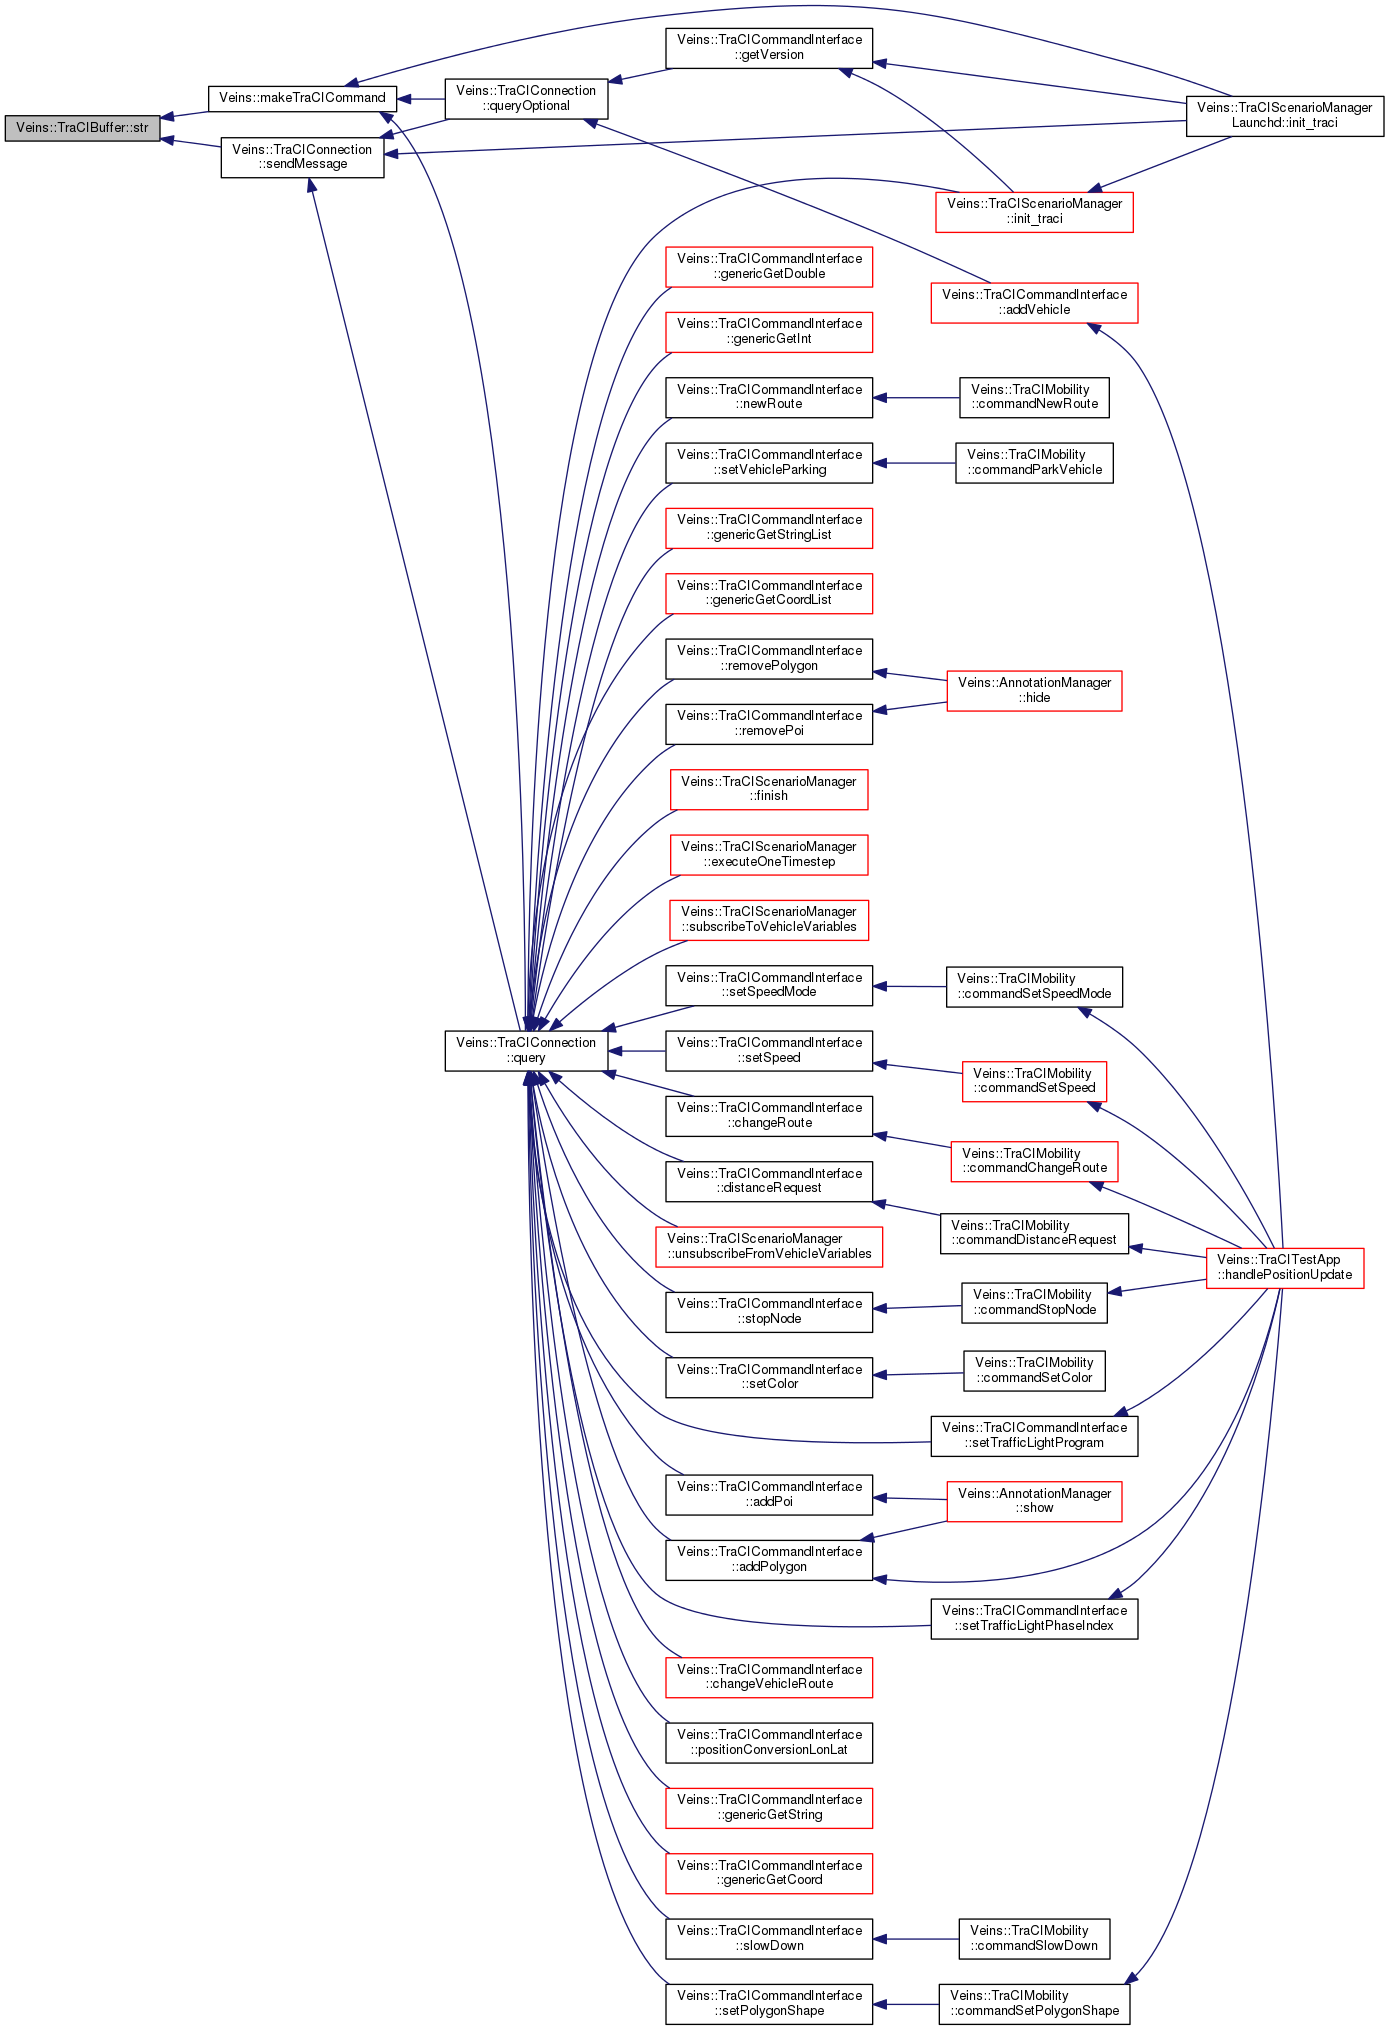 Veins::TraCIBuffer::str
Veins::makeTraCICommand
Veins::TraCIConnection
::sendMessage
Veins::TraCIConnection
::queryOptional
Veins::TraCIConnection
::query
Veins::TraCICommandInterface
::getVersion
Veins::TraCIScenarioManager
Launchd::init_traci
Veins::TraCIScenarioManager
::init_traci
Veins::TraCICommandInterface
::genericGetDouble
Veins::TraCICommandInterface
::addVehicle
Veins::TraCICommandInterface
::genericGetInt
Veins::TraCICommandInterface
::newRoute
Veins::TraCIMobility
::commandNewRoute
Veins::TraCICommandInterface
::setVehicleParking
Veins::TraCIMobility
::commandParkVehicle
Veins::TraCICommandInterface
::genericGetStringList
Veins::TraCICommandInterface
::genericGetCoordList
Veins::TraCICommandInterface
::removePolygon
Veins::AnnotationManager
::hide
Veins::TraCICommandInterface
::removePoi
Veins::TraCIScenarioManager
::finish
Veins::TraCIScenarioManager
::executeOneTimestep
Veins::TraCIScenarioManager
::subscribeToVehicleVariables
Veins::TraCICommandInterface
::setSpeedMode
Veins::TraCIMobility
::commandSetSpeedMode
Veins::TraCICommandInterface
::setSpeed
Veins::TraCIMobility
::commandSetSpeed
Veins::TraCICommandInterface
::changeRoute
Veins::TraCIMobility
::commandChangeRoute
Veins::TraCICommandInterface
::distanceRequest
Veins::TraCIMobility
::commandDistanceRequest
Veins::TraCIScenarioManager
::unsubscribeFromVehicleVariables
Veins::TraCITestApp
::handlePositionUpdate
Veins::TraCICommandInterface
::stopNode
Veins::TraCIMobility
::commandStopNode
Veins::TraCICommandInterface
::setColor
Veins::TraCIMobility
::commandSetColor
Veins::TraCICommandInterface
::setTrafficLightProgram
Veins::TraCICommandInterface
::addPoi
Veins::AnnotationManager
::show
Veins::TraCICommandInterface
::addPolygon
Veins::TraCICommandInterface
::setTrafficLightPhaseIndex
Veins::TraCICommandInterface
::changeVehicleRoute
Veins::TraCICommandInterface
::positionConversionLonLat
Veins::TraCICommandInterface
::genericGetString
Veins::TraCICommandInterface
::genericGetCoord
Veins::TraCICommandInterface
::slowDown
Veins::TraCIMobility
::commandSlowDown
Veins::TraCICommandInterface
::setPolygonShape
Veins::TraCIMobility
::commandSetPolygonShape